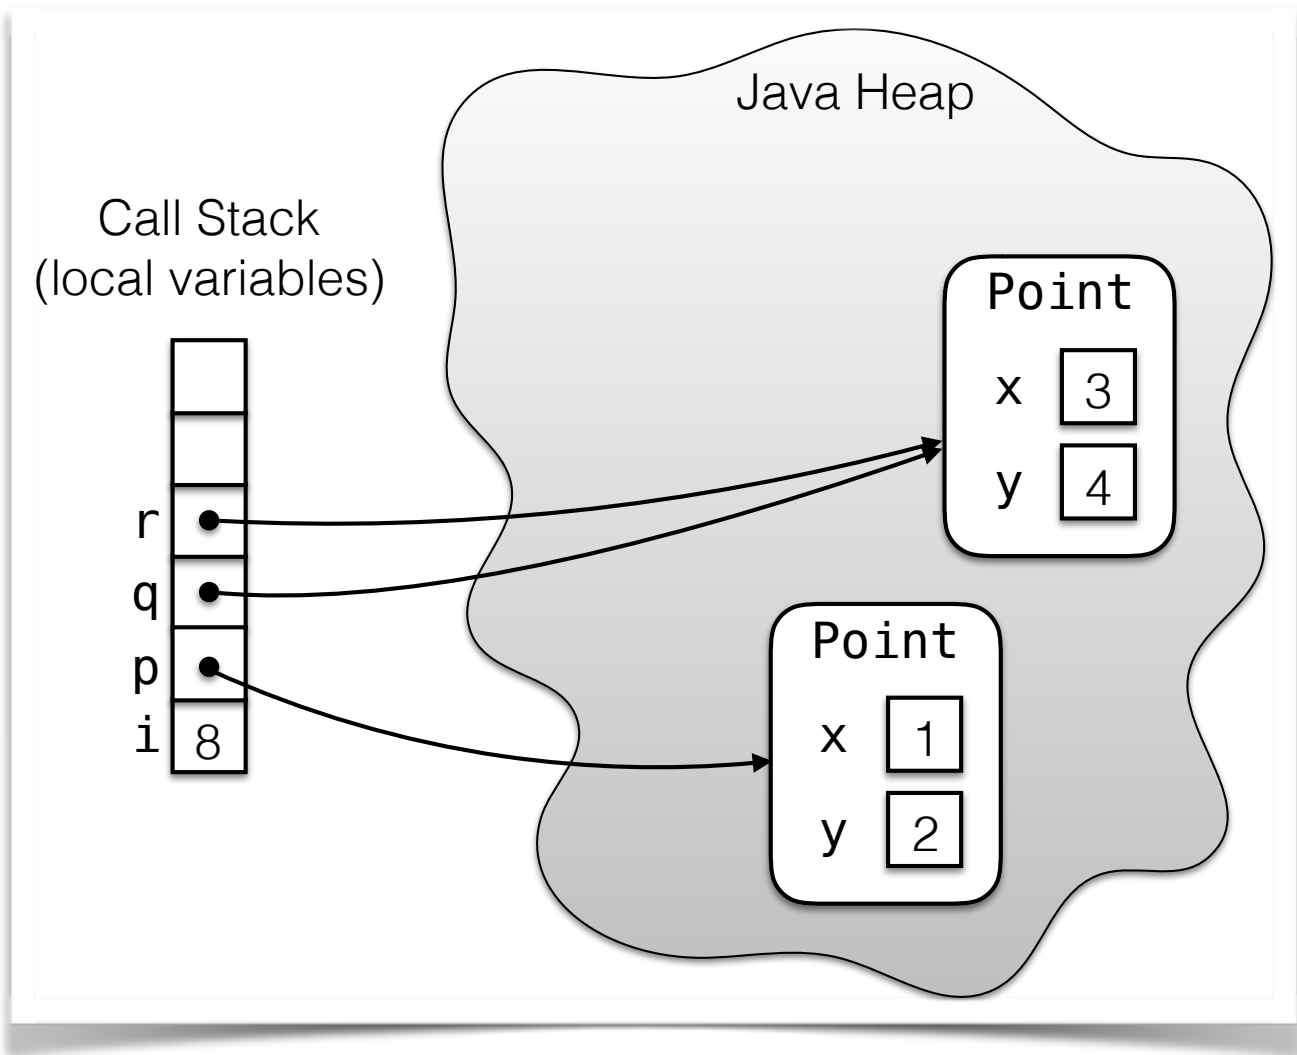 Java Heap
Call Stack
(local variables)
Point
x 3
y 4
r
q
p
i 8
Point
x 1
y 2